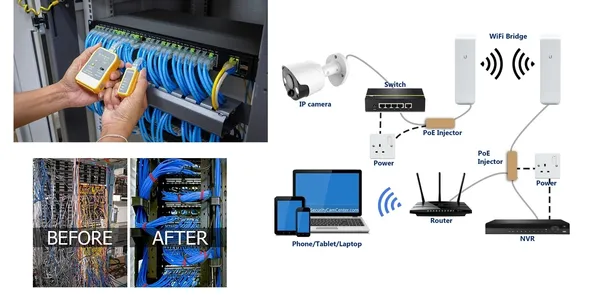 WiFi Bridge
Switch
IP camera
PoE Injector
Power
PoE
Injector
Power
SecurityCamCenter.com
Phone/Tablet/Laptop
Router
NVR
BEFORE
AFTER